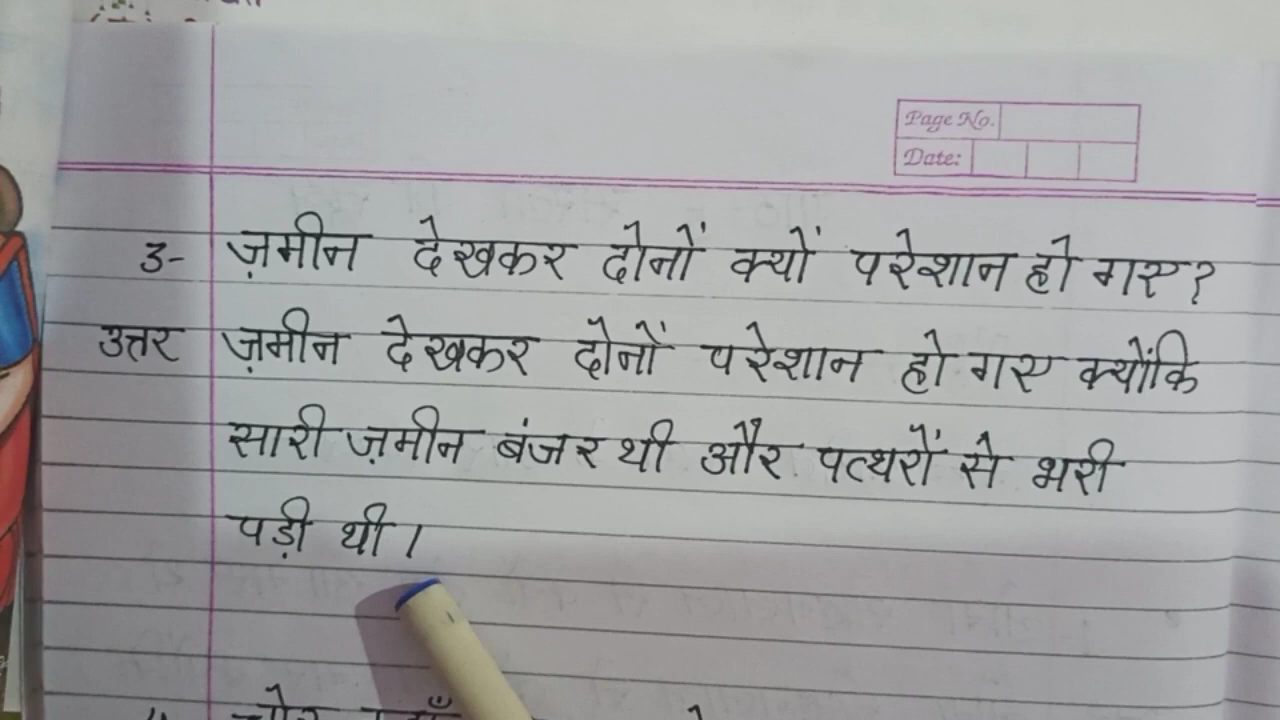 Page No.
Date:
3- ज़मीन देखकर दोनों क्यों परेशान हो गए?
उत्तर ज़मीन देखकर दोनों परेशान हो गए क्योंकि
सारी ज़मीन बंजर थी और पत्थरों से भरी
पड़ी थी।